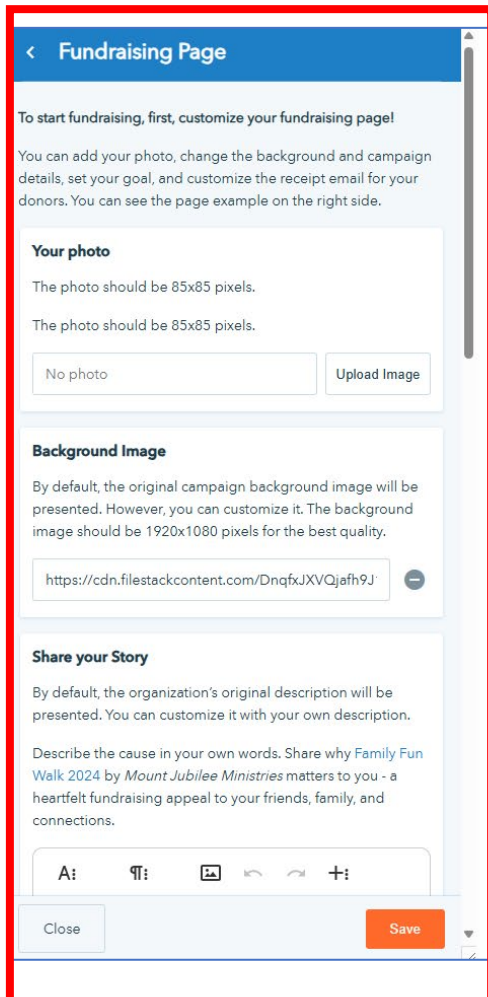 Fundraising Page
To start fundraising, first, customize your fundraising page!
You can add your photo, change the background and campaign
details, set your goal, and customize the receipt email for your
donors. You can see the page example on the right side.
Your photo
The photo should be 85x85 pixels.
The photo should be 85x85 pixels.
No photo
Upload Image
Background Image
By default, the original campaign background image will be
presented. However, you can customize it. The background
image should be 1920x1080 pixels for the best quality.
https://cdn.filestackcontent.com/DnqfxJXVQjafh9J
Share your Story
By default, the organization's original description will be
presented. You can customize it with your own description.
Describe the cause in your own words. Share why Family Fun
Walk 2024 by Mount Jubilee Ministries matters to you - a
heartfelt fundraising appeal to your friends, family, and
connections.
Close
Save